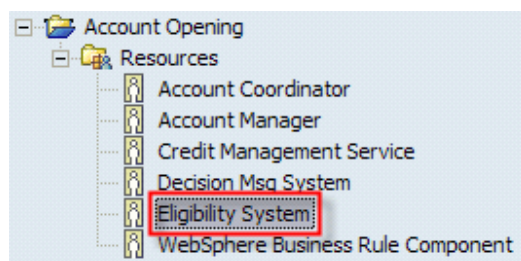 Account Opening
Resources
Account Coordinator
Account Manager
Credit Management Service
Decision Msg System
Eligibility System
WebSphere Business Rule Component